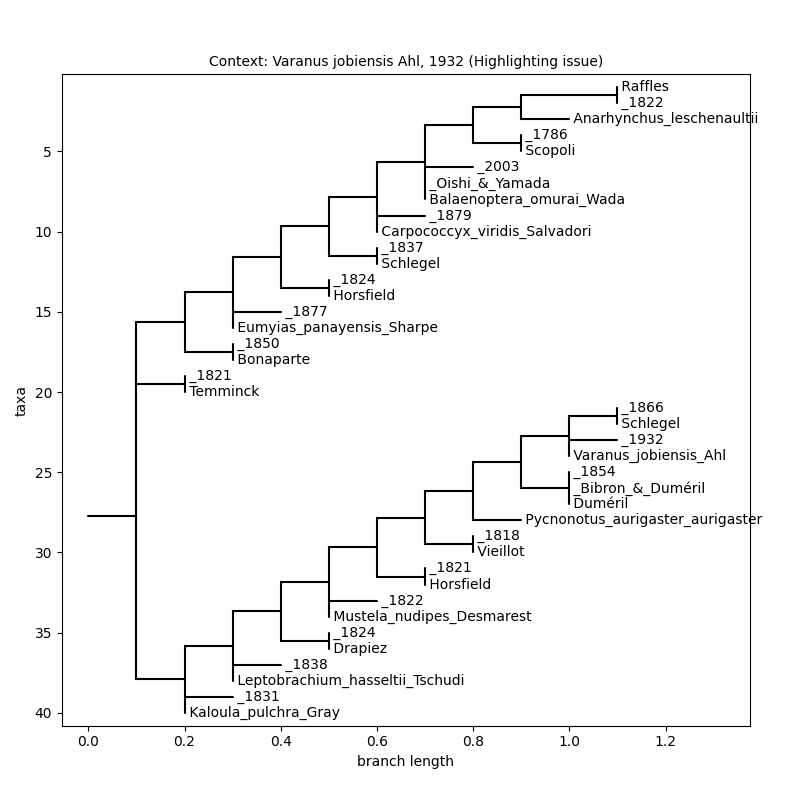 Context: Varanus jobiensis Ahl, 1932 (Highlighting issue)
Raffles
_1822
Anarhynchus_leschenaultii
_1786
Scopoli
_2003
_Oishi_&_Yamada
Balaenoptera_omurai_Wada
_1879
Carpococcyx_viridis_Salvadori
_1837
Schlegel
_1824
Horsfield
_1877
Eumyias_panayensis_Sharpe
_1850
Bonaparte
_1821
Temminck
_1866
Schlegel
_1932
Varanus_jobiensis_Ahl
_1854
_Bibron_&_Duméril
Duméril
Pycnonotus_aurigaster_aurigaster
_1818
Vieillot
_1821
Horsfield
_1822
Mustela_nudipes_Desmarest
_1824
Drapiez
_1838
Leptobrachium_hasseltii_Tschudi
_1831
Kaloula_pulchra_Gray
taxa
5
10
15
20
25
30
35
40
0.0 0.2 0.4 0.6 0.8 1.0 1.2
branch length